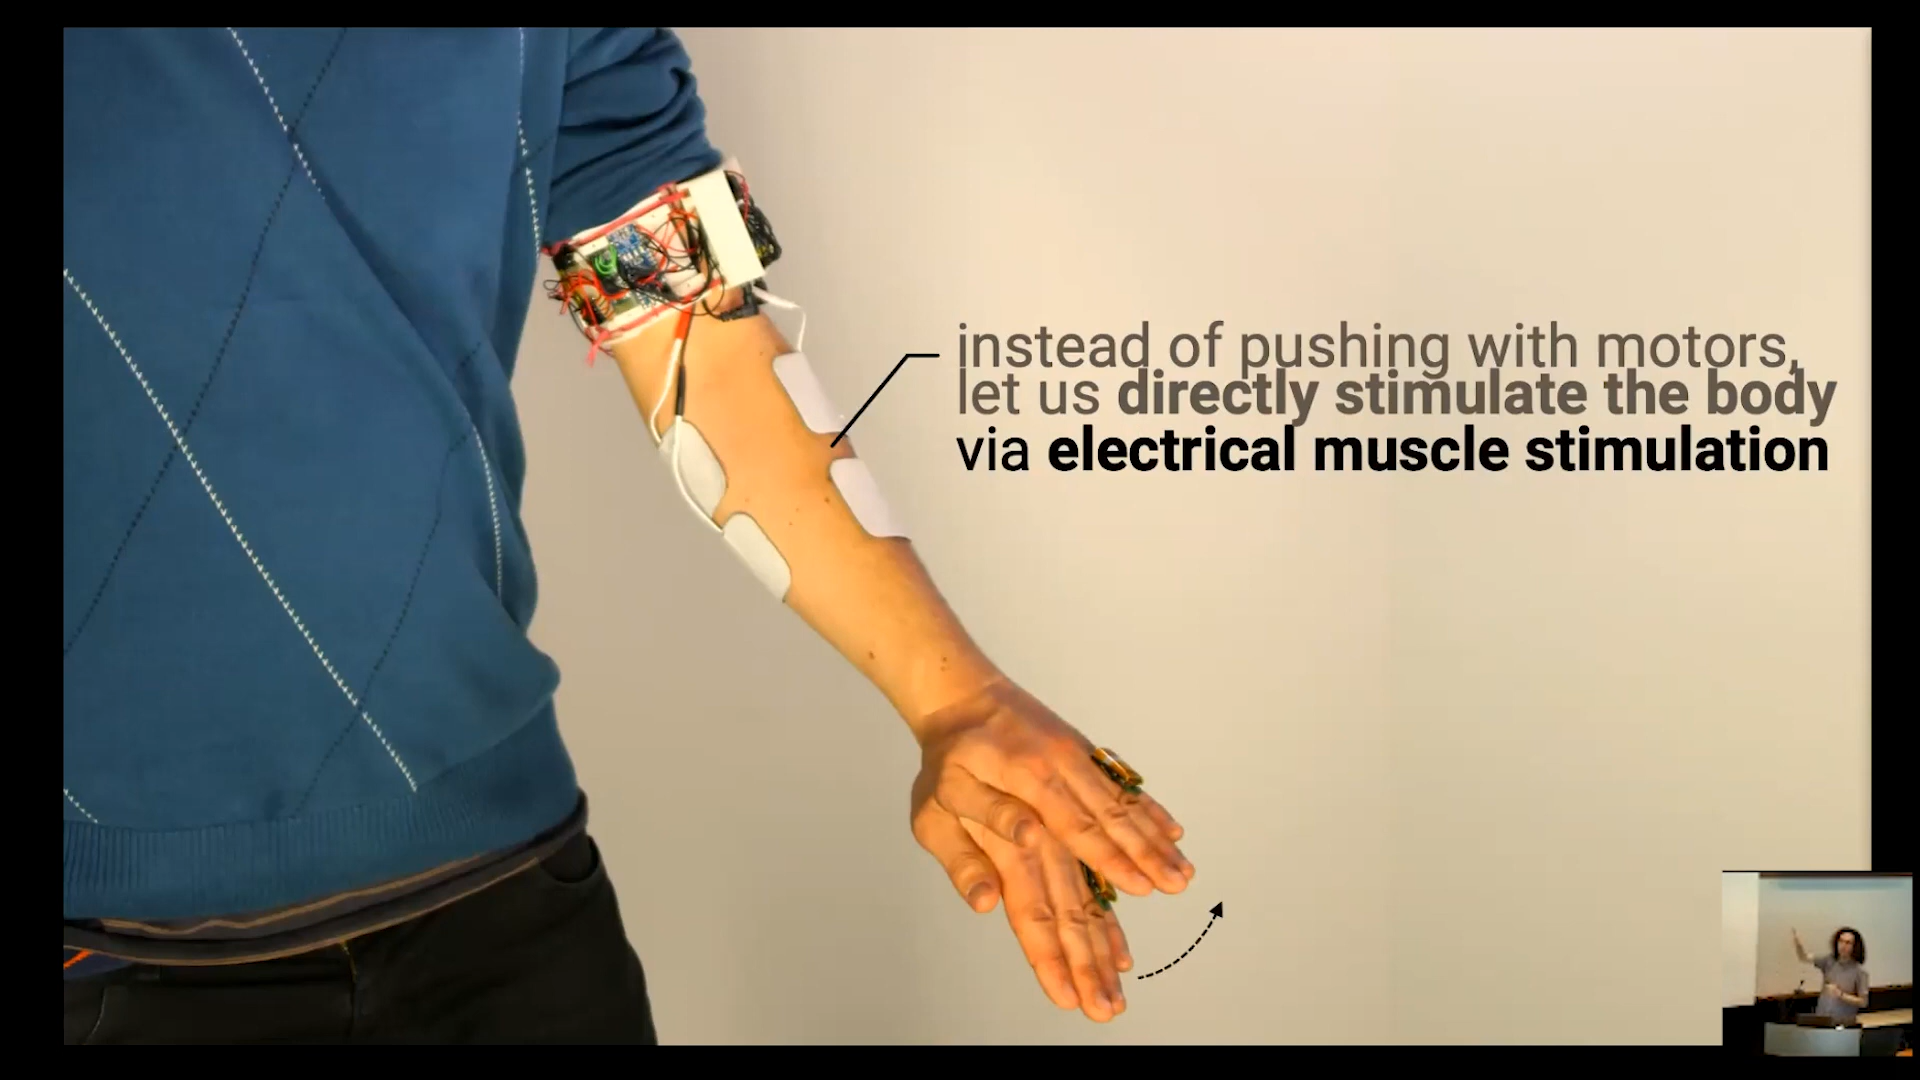 instead of pushing with motors,
let us directly stimulate the body
via electrical muscle stimulation